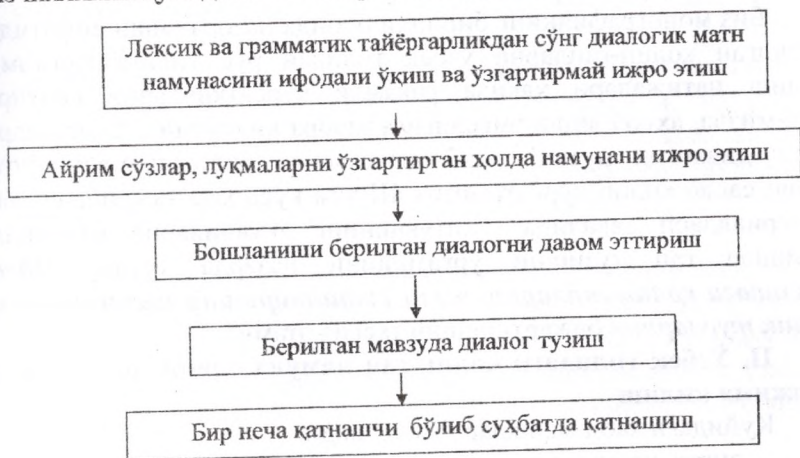 Лексик ва грамматик тайёргарликдан сўнг диалогик матн
намунасини ифодали ўқиш ва ўзгартирмай ижро этиш
Айрим сўзлар, луқмаларни ўзгартирган ҳолда намунани ижро этиш
Бошланиши берилган диалогни давом эттириш
Берилган мавзуда диалог тузиш
Бир неча қатнашчи бўлиб суҳбатда қатнашиш